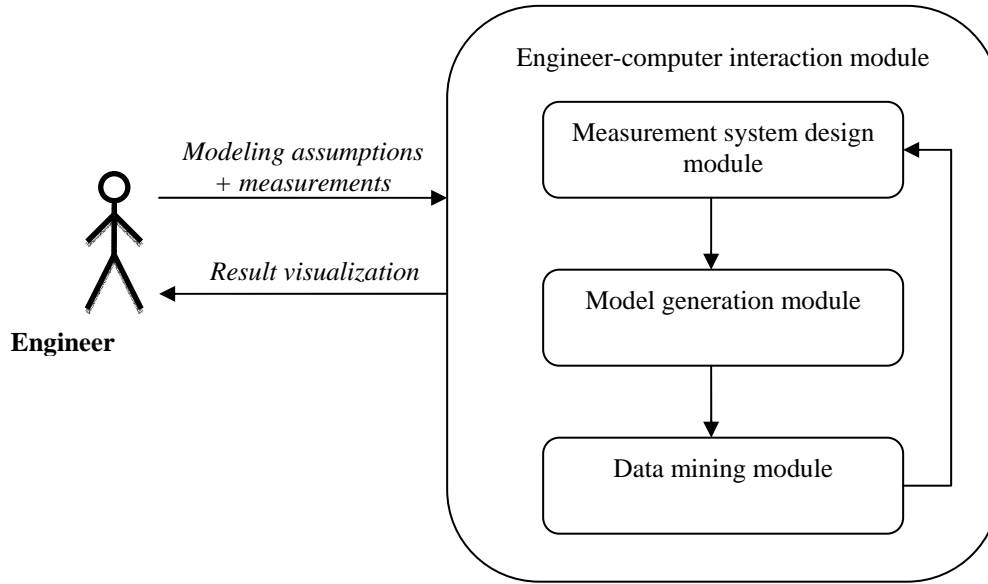 Engineer-computer interaction module
Measurement system design
module
Modeling assumptions
+ measurements
Result visualization
Model generation module
Engineer
Data mining module